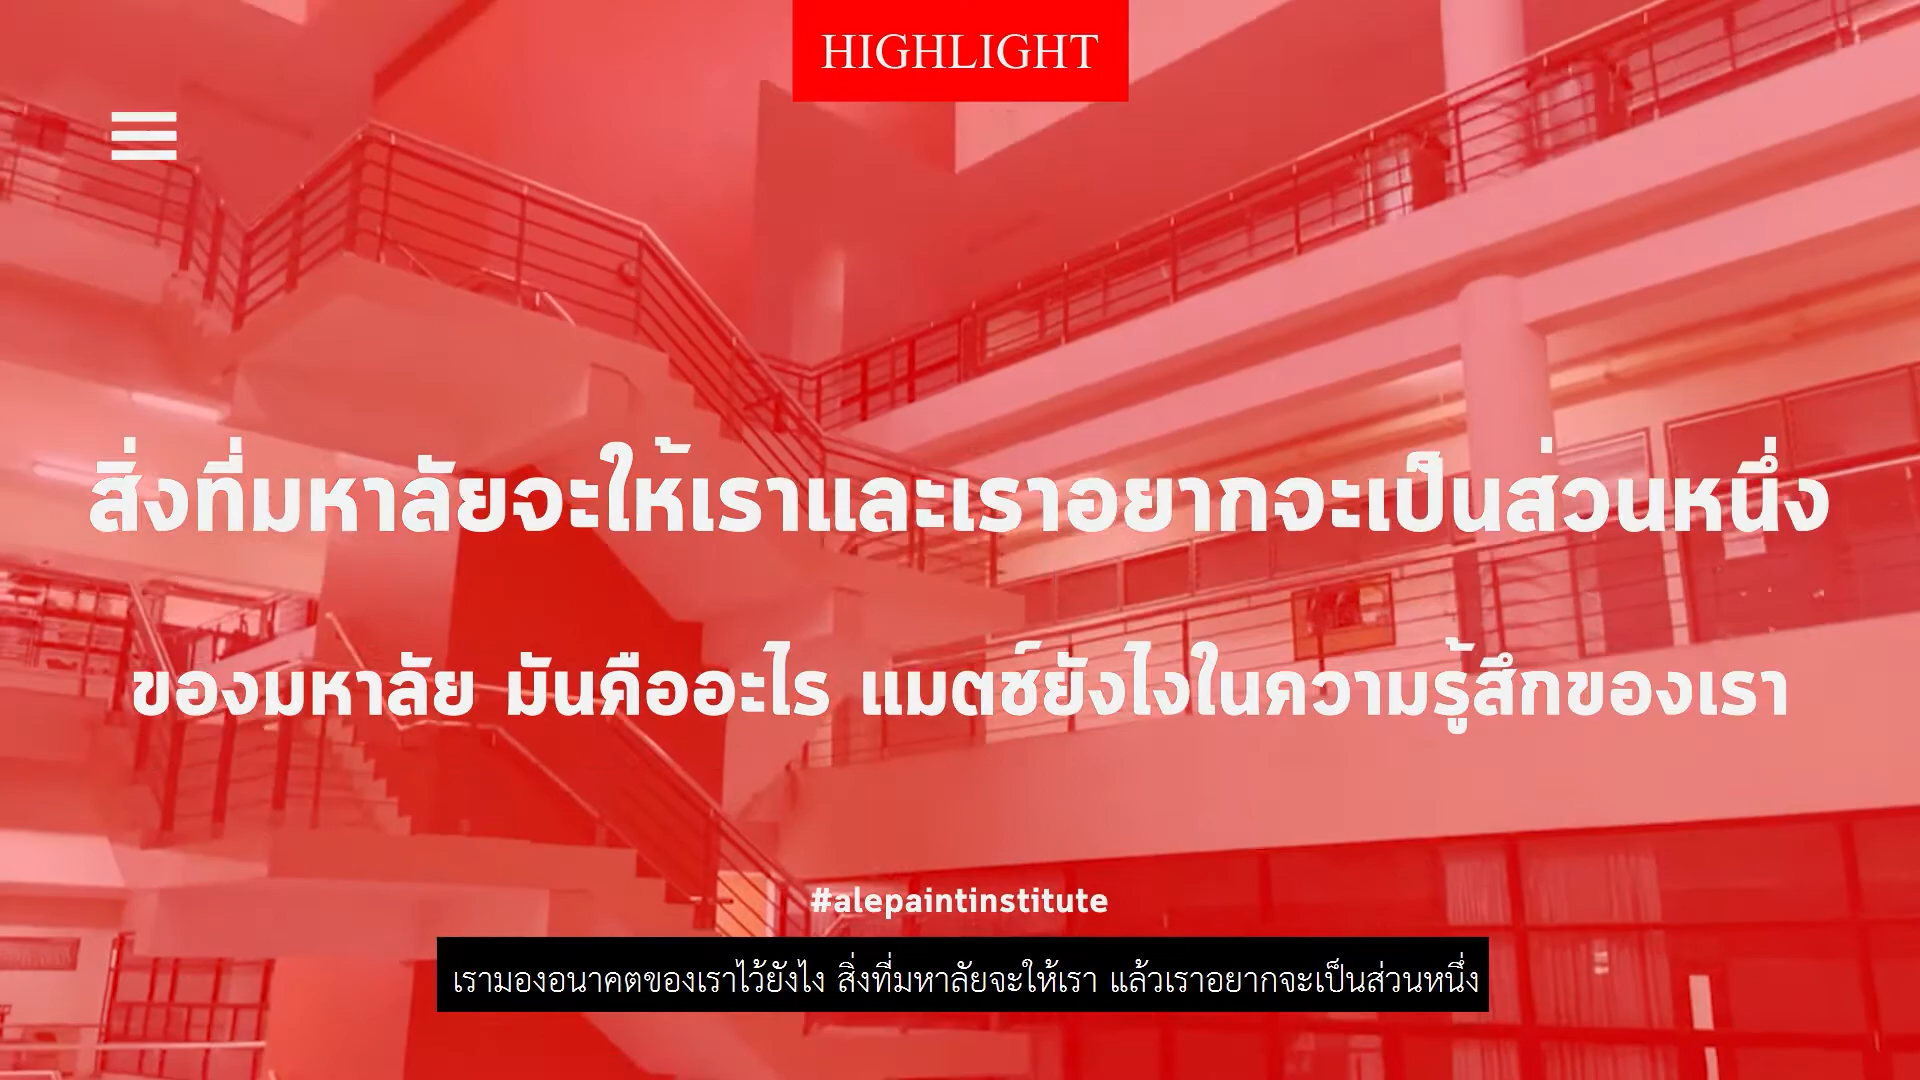 HIGHLIGHT
สิ่งที่มหาลัยจะให้เราและเราอยากจะเป็นส่วนหนึ่ง
ของมหาลัย มันคืออะไร แมตช์ยังไงในความรู้สึกของเรา
#alepaintinstitute
เรามองอนาคตของเราไว้ยังไง สิ่งที่มหาลัยจะให้เรา แล้วเราอยากจะเป็นส่วนหนึ่ง